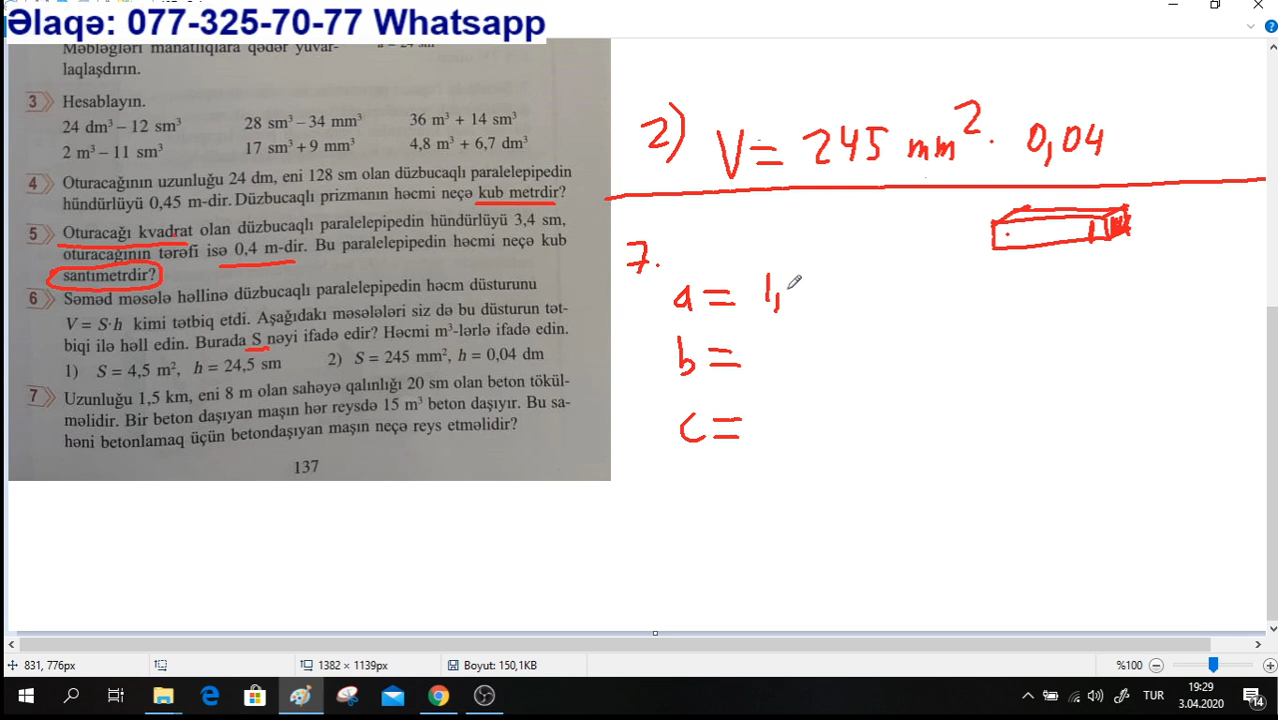 Əlaqə: 077-325-70-77 Whatsapp
Məbləğləri manatlıqlara qədər yuvar-
laqlaşdırın.
3 Hesablayın.
24 dm³ – 12 sm³ 28 sm³ – 34 mm³ 36 m³ + 14 sm³
2 m³ – 11 sm³ 17 sm³ + 9 mm³ 4,8 m³ + 6,7 dm³
4 Oturacağının uzunluğu 24 dm, eni 128 sm olan düzbucaqlı paralelepipedin
hündürlüyü 0,45 m-dir. Düzbucaqlı prizmanın həcmi neçə kub metrdir?
5 Oturacağı kvadrat olan düzbucaqlı paralelepipedin hündürlüyü 3,4 sm,
oturacağının tərəfi isə 0,4 m-dir. Bu paralelepipedin həcmi neçə kub
santimetrdir?
6 Səməd məsələ həllinə düzbucaqlı paralelepipedin həcm düsturunu
V = S·h kimi tətbiq etdi. Aşağıdakı məsələləri siz də bu düsturun tət-
biqi ilə həll edin. Burada S nəyi ifadə edir? Həcmi m³-lərlə ifadə edin.
1) S = 4,5 m², h = 24,5 sm 2) S = 245 mm², h = 0,04 dm
7 Uzunluğu 1,5 km, eni 8 m olan sahəyə qalınlığı 20 sm olan beton tökül-
məlidir. Bir beton daşıyan maşın hər reysdə 15 m³ beton daşıyır. Bu sa-
həni betonlamaq üçün betondaşıyan maşın neçə reys etməlidir?
137
2) V = 245 mm² · 0,04
7.
a = 1,
b =
c =
831, 776px 1382 × 1139px Boyut: 150,1KB %100
TUR
19:29
3.04.2020
14